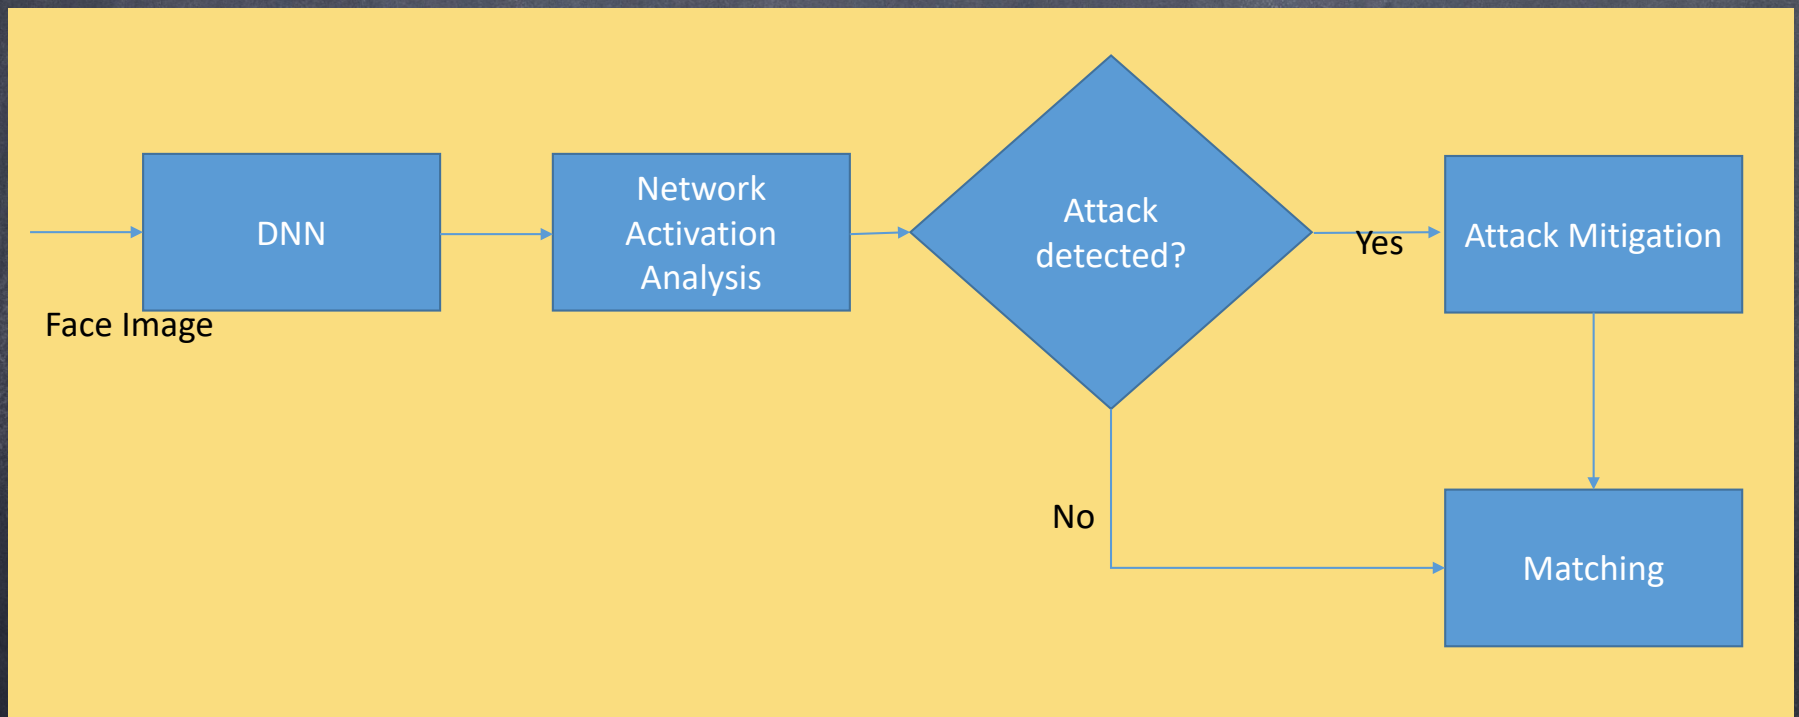 Face Image
DNN
Network
Activation
Analysis
Attack
detected?
Yes
Attack Mitigation
No
Matching